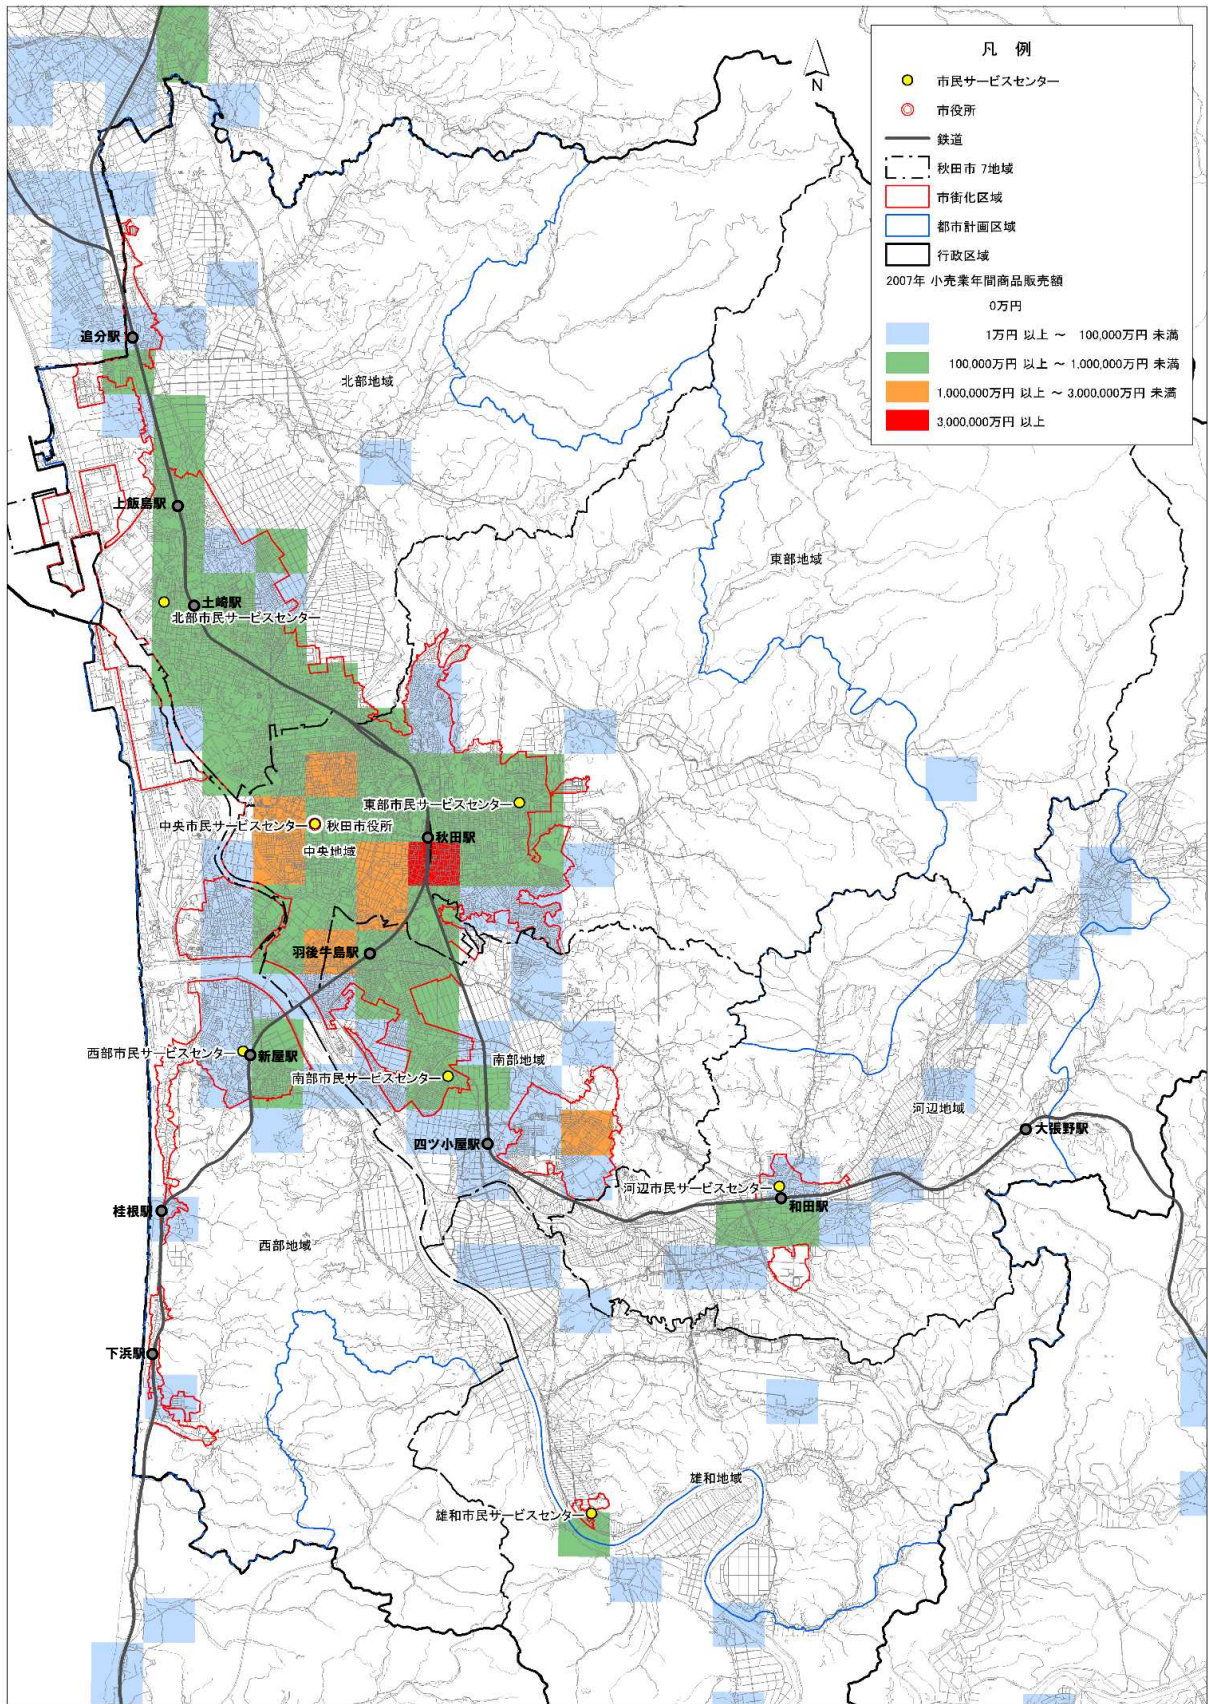 凡 例
市民サービスセンター
市役所
鉄道
秋田市 7地域
市街化区域
都市計画区域
行政区域
2007年 小売業年間商品販売額
0万円
1万円 以上 ～ 100,000万円 未満
100,000万円 以上 ～ 1,000,000万円 未満
1,000,000万円 以上 ～ 3,000,000万円 未満
3,000,000万円 以上
N
追分駅
北部地域
上飯島駅
東部地域
土崎駅
北部市民サービスセンター
東部市民サービスセンター
中央市民サービスセンター 秋田市役所
秋田駅
中央地域
羽後牛島駅
西部市民サービスセンター
新屋駅
南部地域
南部市民サービスセンター
河辺地域
大張野駅
四ツ小屋駅
河辺市民サービスセンター
和田駅
桂根駅
西部地域
下浜駅
雄和地域
雄和市民サービスセンター